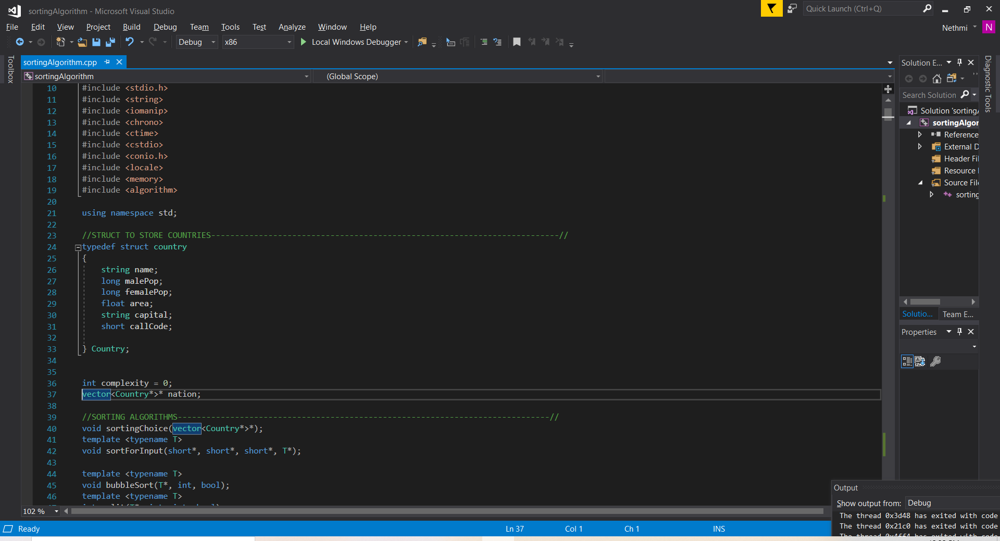 sortingAlgorithm - Microsoft Visual Studio
Quick Launch (Ctrl+Q)
File Edit View Project Build Debug Team Tools Test Analyze Window Help
Nethmi N
Debug x86 Local Windows Debugger
Toolbox
sortingAlgorithm.cpp
sortingAlgorithm (Global Scope)
10 #include <stdio.h>
11 #include <string>
12 #include <iomanip>
13 #include <chrono>
14 #include <ctime>
15 #include <cstdio>
16 #include <conio.h>
17 #include <locale>
18 #include <memory>
19 #include <algorithm>
20
21 using namespace std;
22
23 //STRUCT TO STORE COUNTRIES-------------------------------------------------------------------------//
24 typedef struct country
25 {
26 string name;
27 long malePop;
28 long femalePop;
29 float area;
30 string capital;
31 short callCode;
32
33 } Country;
34
35
36 int complexity = 0;
37 vector<Country*>* nation;
38
39 //SORTING ALGORITHMS------------------------------------------------------------------------------//
40 void sortingChoice(vector<Country*>*);
41 template <typename T>
42 void sortForInput(short*, short*, short*, T*);
43
44 template <typename T>
45 void bubbleSort(T*, int, bool);
46 template <typename T>
102 %
Solution E...
Search Solution
Solution 'sorting
sortingAlgor
Reference
External D
Header Fi
Resource
Source Fil
sorting
Solutio... Team E...
Properties
Diagnostic Tools
Output
Show output from: Debug
The thread 0x3d48 has exited with code
The thread 0x21c0 has exited with code
Ready Ln 37 Col 1 Ch 1 INS